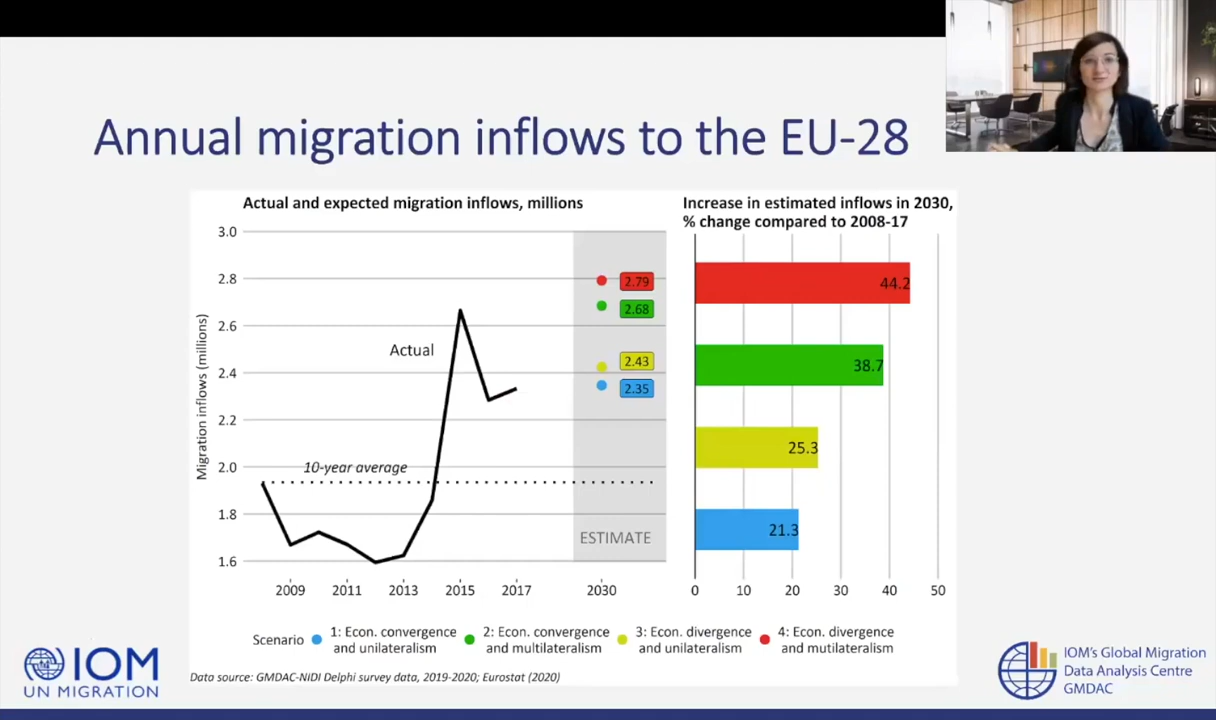 Annual migration inflows to the EU-28
Actual and expected migration inflows, millions
Migration inflows (millions)
3.0
2.8
2.6
2.4
2.2
2.0
1.8
1.6
Actual
10-year average
2.79
2.68
2.43
2.35
ESTIMATE
2009
2011
2013
2015
2017
2030
Increase in estimated inflows in 2030,
% change compared to 2008-17
44.2
38.7
25.3
21.3
0
10
20
30
40
50
Scenario
1: Econ. convergence
and unilateralism
2: Econ. convergence
and multilateralism
3: Econ. divergence
and unilateralism
4: Econ. divergence
and mutilateralism
Data source: GMDAC-NIDI Delphi survey data, 2019-2020; Eurostat (2020)
IOM
UN MIGRATION
IOM's Global Migration
Data Analysis Centre
GMDAC